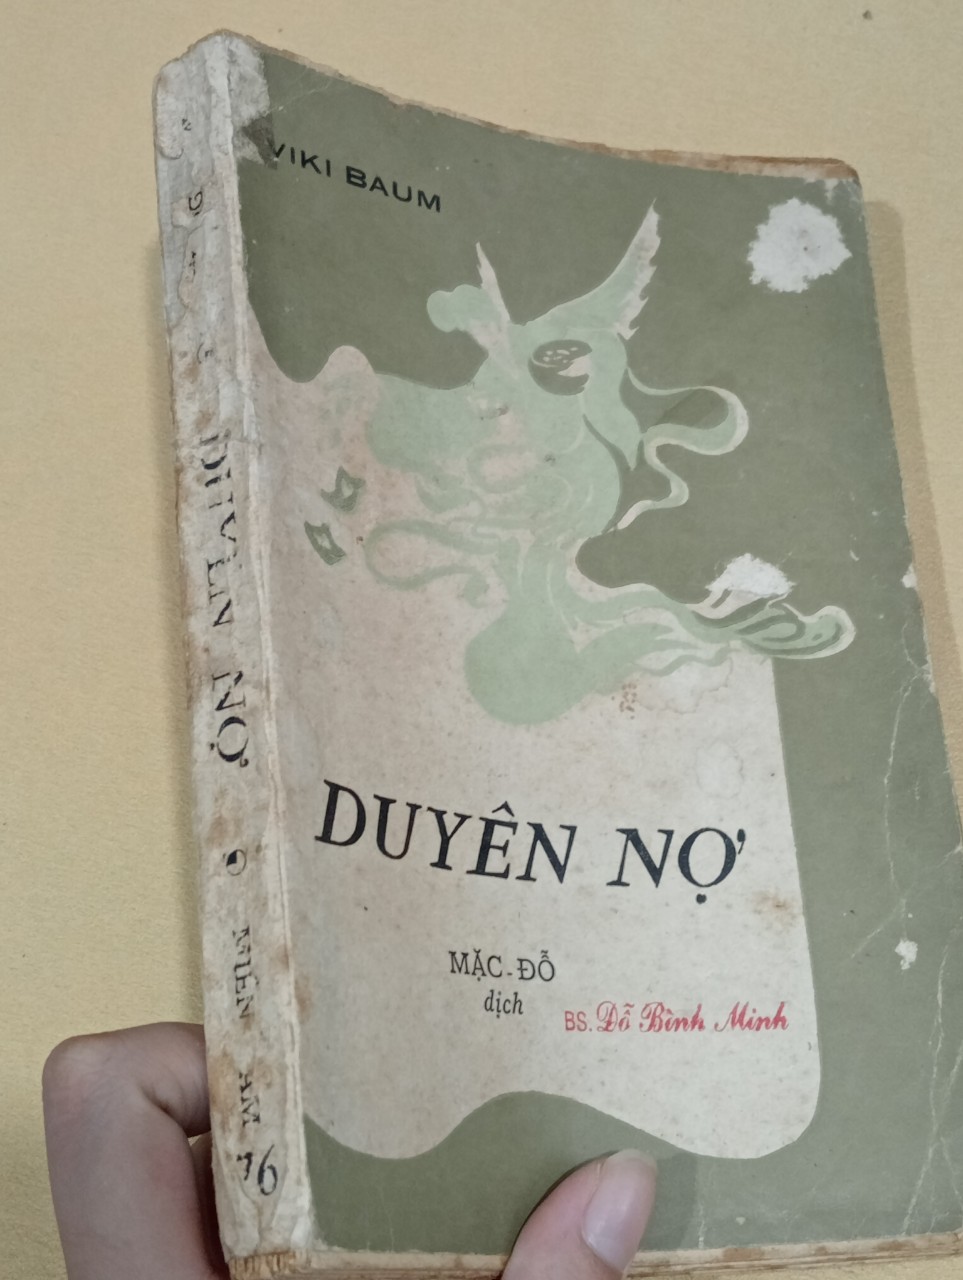 VIKI BAUM
DUYÊN NỢ
MẶC-ĐỖ
dịch
BS. Đỗ Bình Minh
DUYÊN NỢ